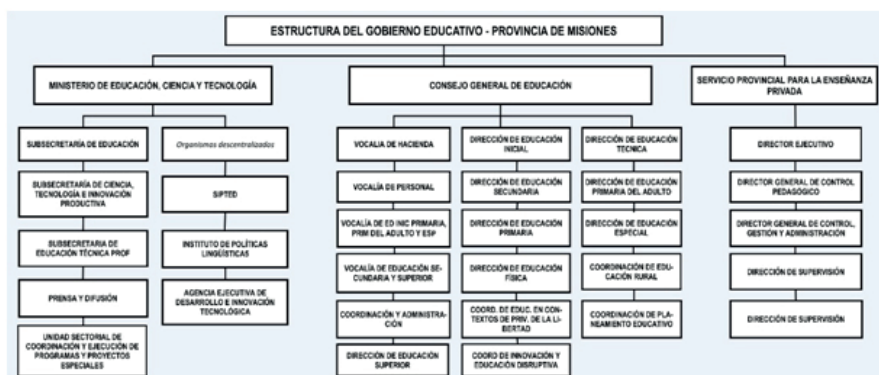 ESTRUCTURA DEL GOBIERNO EDUCATIVO - PROVINCIA DE MISIONES
MINISTERIO DE EDUCACIÓN, CIENCIA Y TECNOLOGÍA
SUBSECRETARÍA DE EDUCACIÓN
SUBSECRETARÍA DE CIENCIA,
TECNOLOGÍA E INNOVACIÓN
PRODUCTIVA
SUBSECRETARIA DE
EDUCACIÓN TÉCNICA PROF
PRENSA Y DIFUSIÓN
UNIDAD SECTORIAL DE
COORDINACIÓN Y EJECUCIÓN DE
PROGRAMAS Y PROYECTOS
ESPECIALES
Organismos descentralizados
SIPTED
INSTITUTO DE POLÍTICAS
LINGÜÍSTICAS
AGENCIA EJECUTIVA DE
DESARROLLO E INNOVACIÓN
TECNOLÓGICA
CONSEJO GENERAL DE EDUCACIÓN
VOCALIA DE HACIENDA
VOCALÍA DE PERSONAL
VOCALÍA DE ED INIC PRIMARIA,
PRIM DEL ADULTO Y ESP
VOCALÍA DE EDUCACIÓN SE-
CUNDARIA Y SUPERIOR
COORDINACIÓN Y ADMINISTRA-
CIÓN
DIRECCIÓN DE EDUCACIÓN
SUPERIOR
DIRECCIÓN DE EDUCACIÓN
INICIAL
DIRECCIÓN DE EDUCACIÓN
SECUNDARIA
DIRECCIÓN DE EDUCACIÓN
PRIMARIA
DIRECCIÓN DE EDUCACIÓN
FÍSICA
COORD. DE EDUC. EN CON-
TEXTOS DE PRIV. DE LA LI-
BERTAD
COORD DE INNOVACIÓN Y
EDUCACIÓN DISRUPTIVA
DIRECCIÓN DE EDUCACIÓN
TECNICA
DIRECCIÓN DE EDUCACIÓN
PRIMARIA DEL ADULTO
DIRECCIÓN DE EDUCACIÓN
ESPECIAL
COORDINACIÓN DE EDU-
CACIÓN RURAL
COORDINACIÓN DE PLA-
NEAMIENTO EDUCATIVO
SERVICIO PROVINCIAL PARA LA ENSEÑANZA
PRIVADA
DIRECTOR EJECUTIVO
DIRECTOR GENERAL DE CONTROL
PEDAGÓGICO
DIRECTOR GENERAL DE CONTROL,
GESTIÓN Y ADMINISTRACIÓN
DIRECCIÓN DE SUPERVISIÓN
DIRECCIÓN DE SUPERVISIÓN